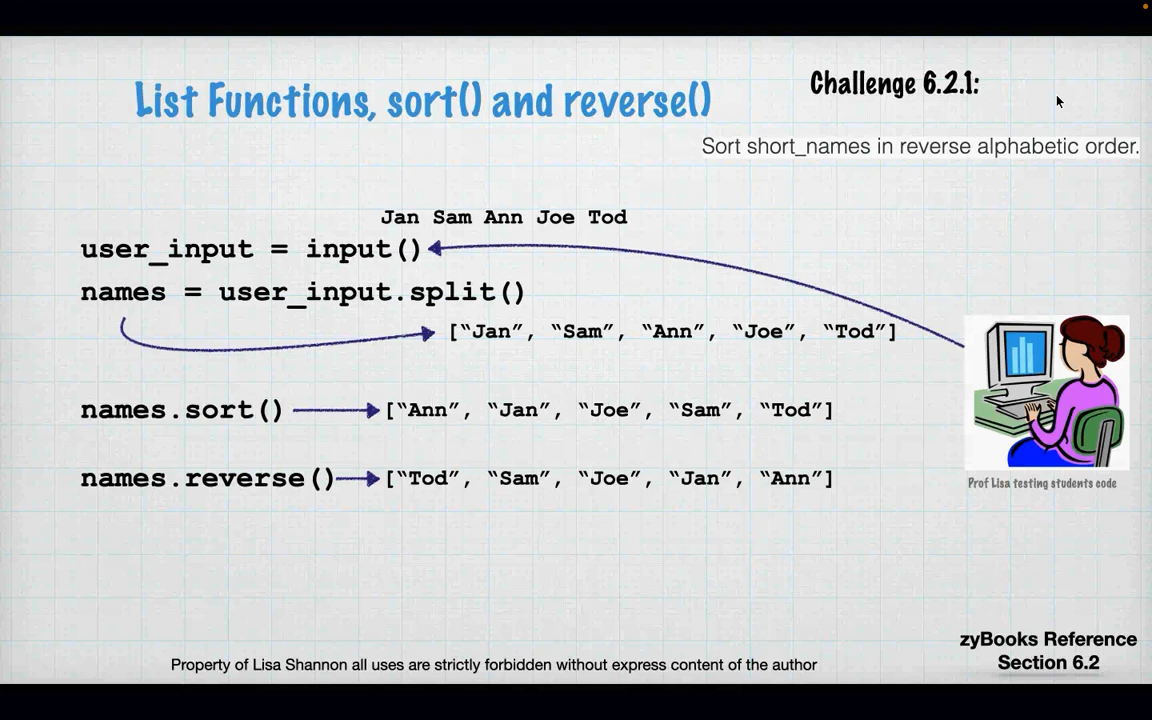 List Functions, sort() and reverse()
Challenge 6.2.1:
Sort short_names in reverse alphabetic order.
Jan Sam Ann Joe Tod
user_input = input()
names = user_input.split()
[“Jan”, “Sam”, “Ann”, “Joe”, “Tod”]
names.sort()
[“Ann”, “Jan”, “Joe”, “Sam”, “Tod”]
names.reverse()
[“Tod”, “Sam”, “Joe”, “Jan”, “Ann”]
Prof Lisa testing students code
zyBooks Reference
Section 6.2
Property of Lisa Shannon all uses are strictly forbidden without express content of the author